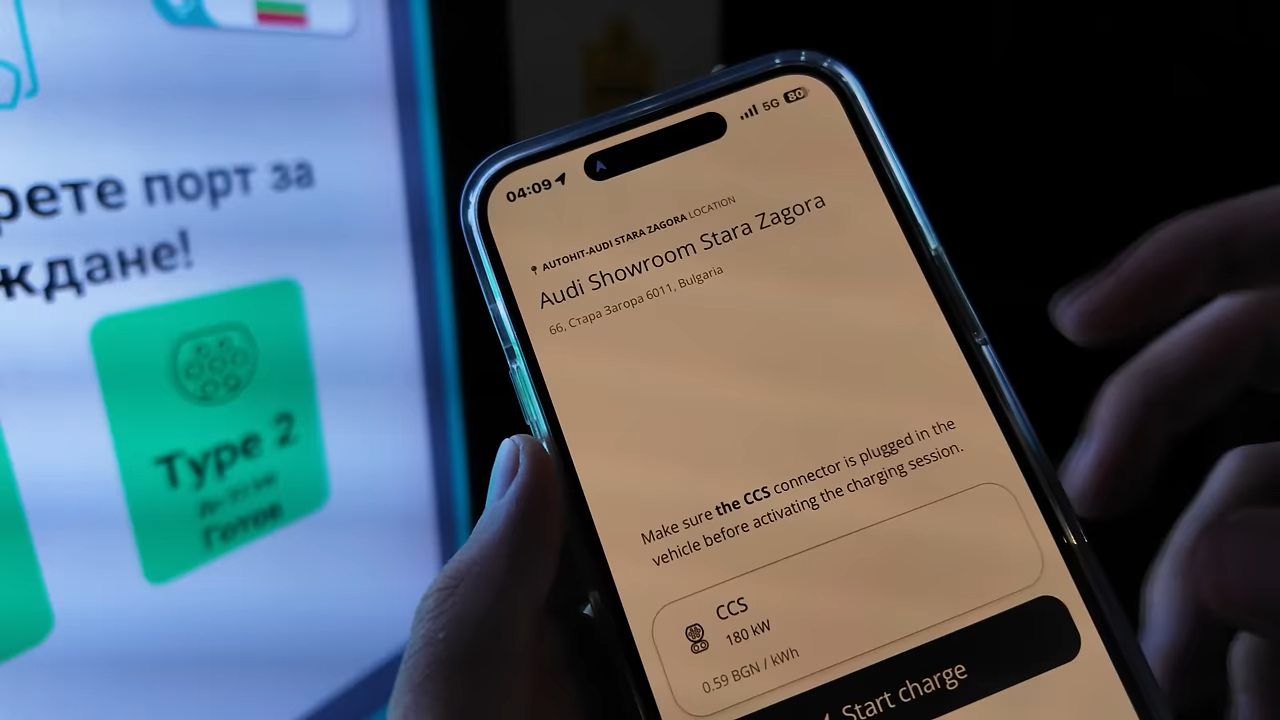 рете порт за
ждане!
Type 2
Готов
04:09
5G 80
AUTOHIT-AUDI STARA ZAGORA LOCATION
Audi Showroom Stara Zagora
66, Стара Загора 6011, Bulgaria
Make sure the CCS connector is plugged in the
vehicle before activating the charging session.
CCS
180 kW
0.59 BGN / kWh
Start charge